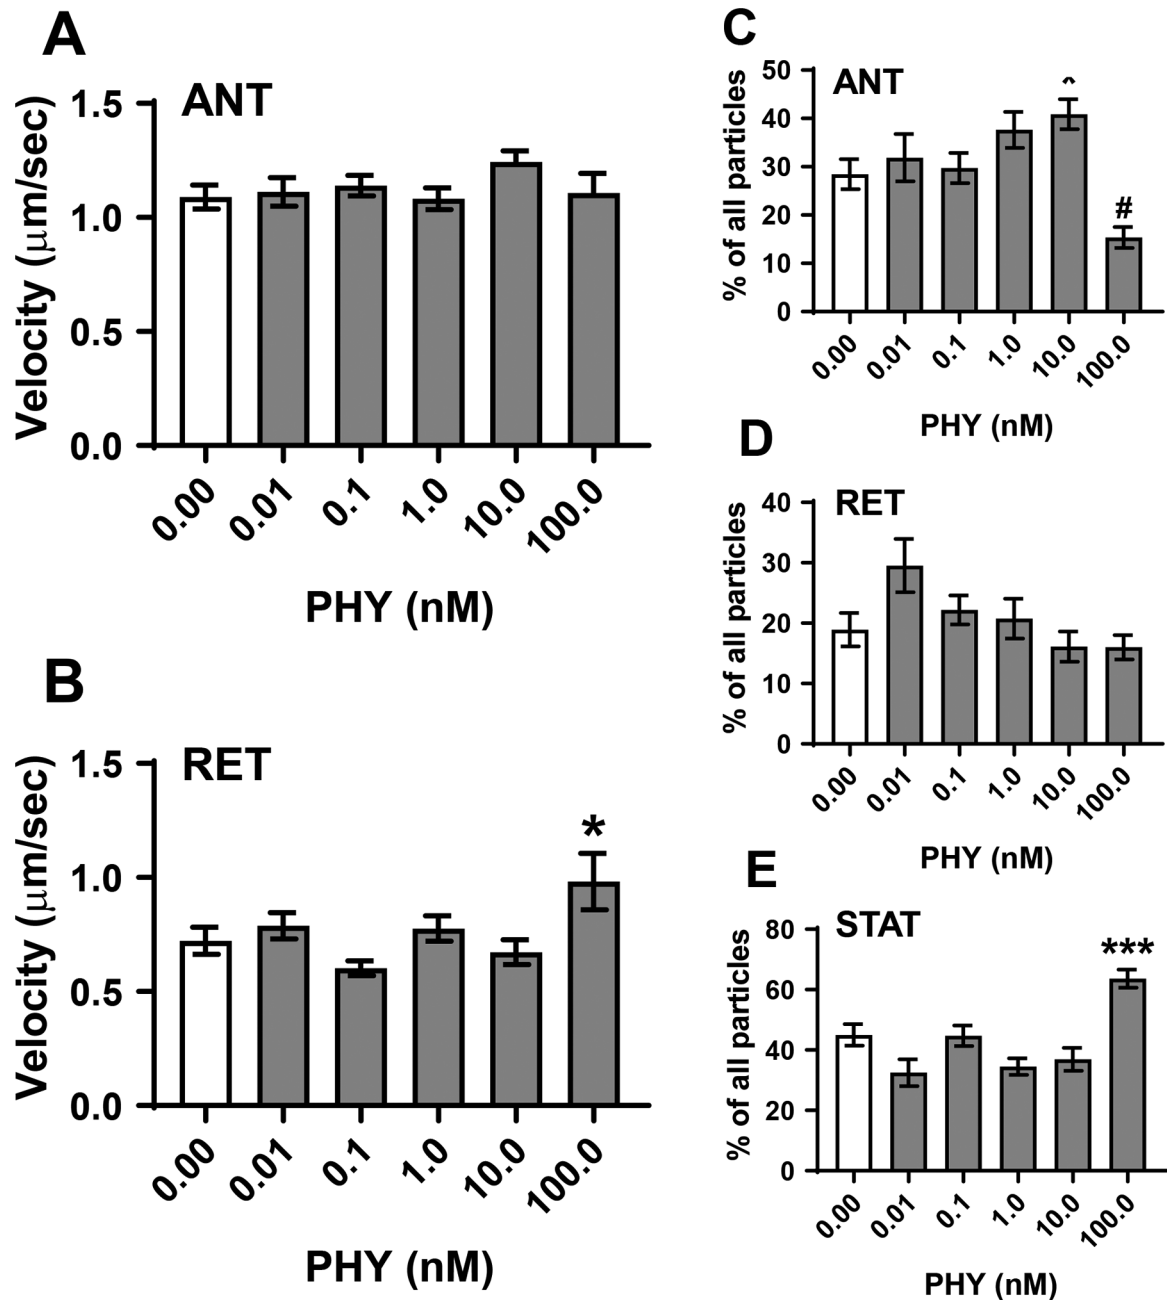 A
ANT
Velocity (μm/sec)
1.5
1.0
0.5
0.0
0.00 0.01 0.1 1.0 10.0 100.0
PHY (nM)
B
RET
Velocity (μm/sec)
1.5
1.0
0.5
0.0
*
0.00 0.01 0.1 1.0 10.0 100.0
PHY (nM)
C
ANT
% of all particles
50
40
30
20
10
0
^
#
0.00 0.01 0.1 1.0 10.0 100.0
PHY (nM)
D
RET
% of all particles
40
30
20
10
0
0.00 0.01 0.1 1.0 10.0 100.0
PHY (nM)
E
STAT
% of all particles
80
60
40
20
0
***
0.00 0.01 0.1 1.0 10.0 100.0
PHY (nM)